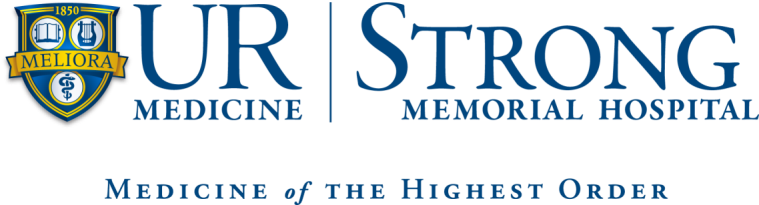 1850
MELIORA
UR
MEDICINE
STRONG
MEMORIAL HOSPITAL
MEDICINE of THE HIGHEST ORDER